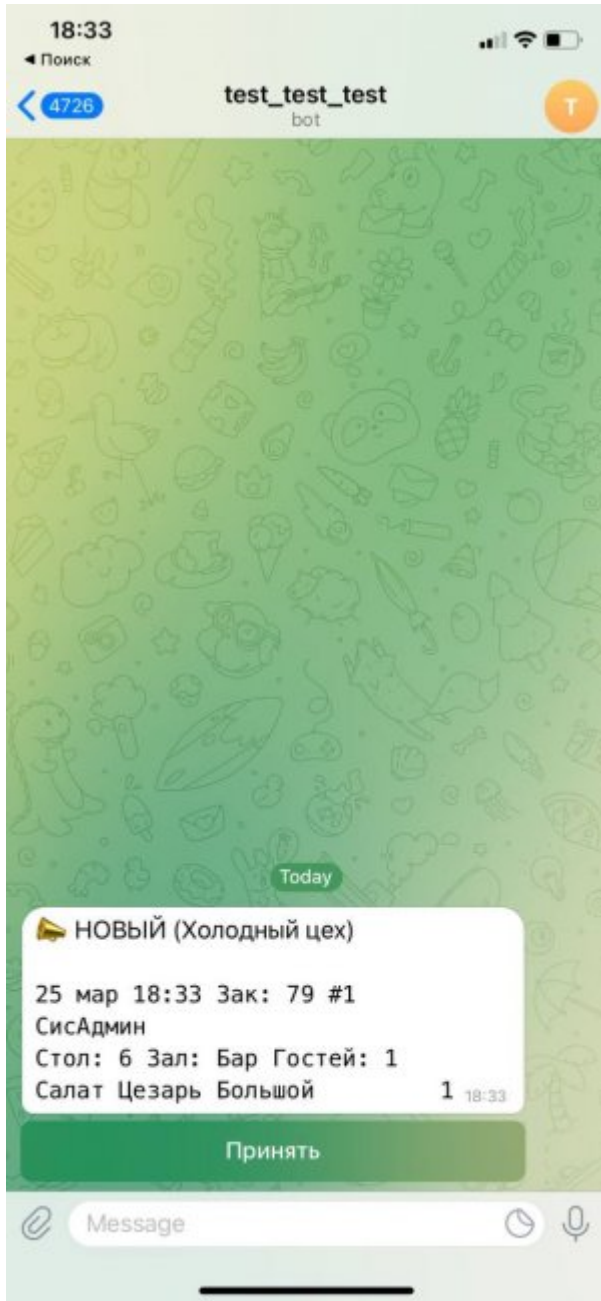 18:33
Поиск
4726
test_test_test
bot
T
Today
НОВЫЙ (Холодный цех)
25 мар 18:33 Зак: 79 #1
СисАдмин
Стол: 6 Зал: Бар Гостей: 1
Салат Цезарь Большой 1 18:33
Принять
Message